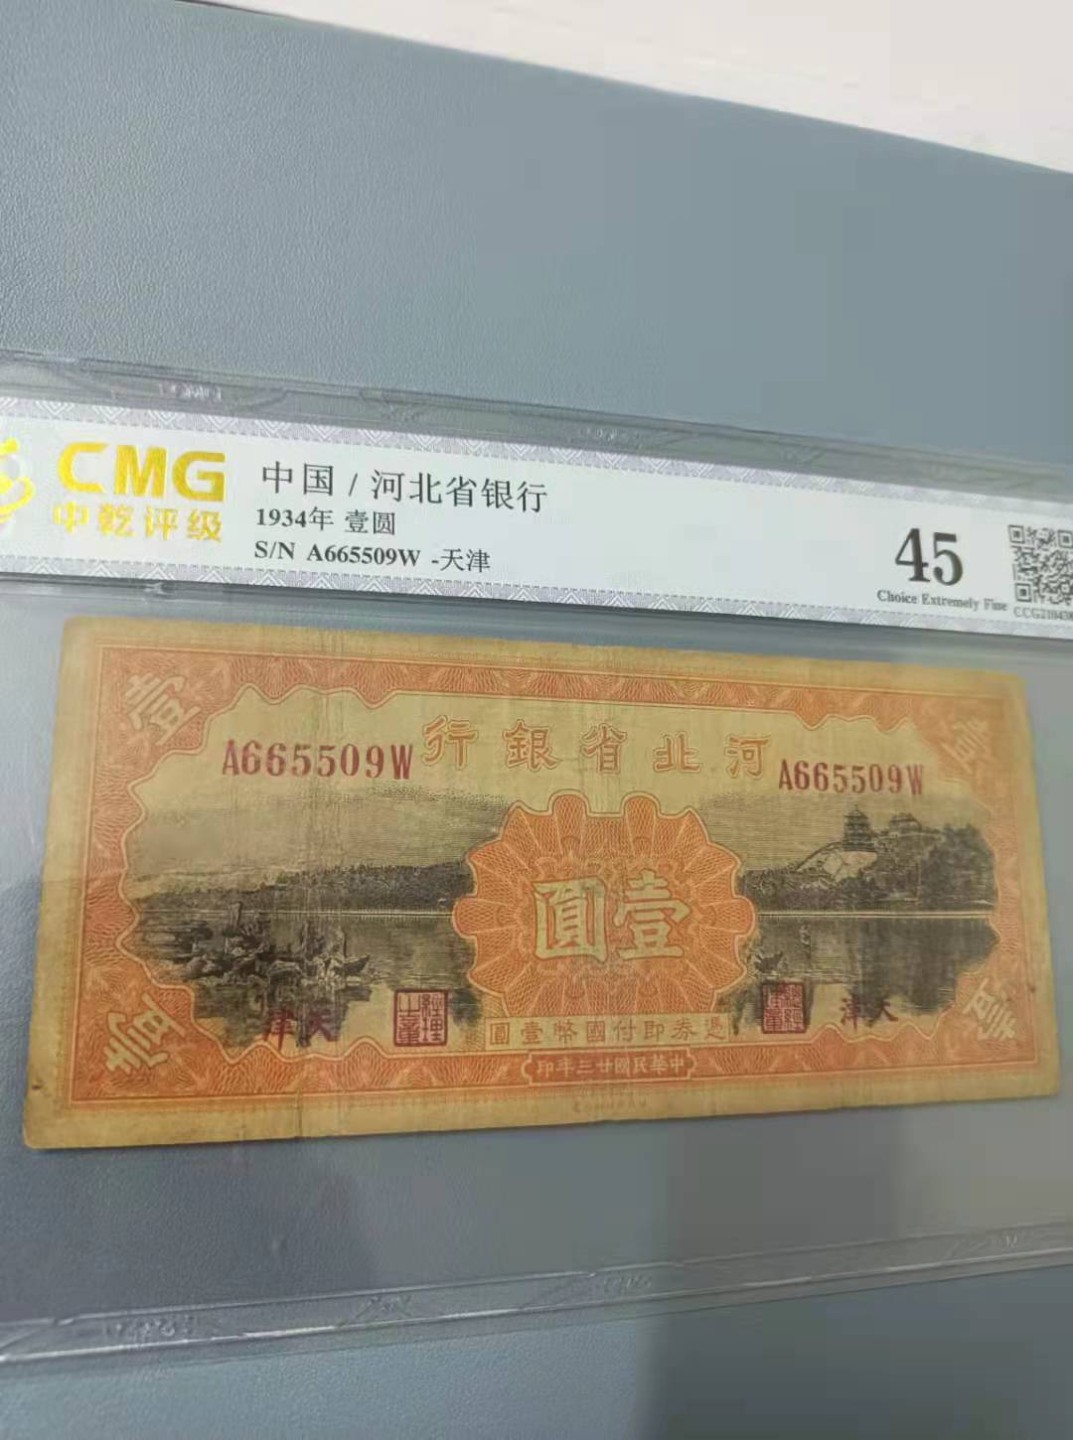 CMG
中乾评级
中国 / 河北省银行
1934年 壹圆
S/N A665509W -天津
45
Choice Extremely Fine
壹
河北省銀行
A665509W
A665509W
壹圓
天津
天津
憑券即付國幣壹圓
中華民國廿三年印
壹